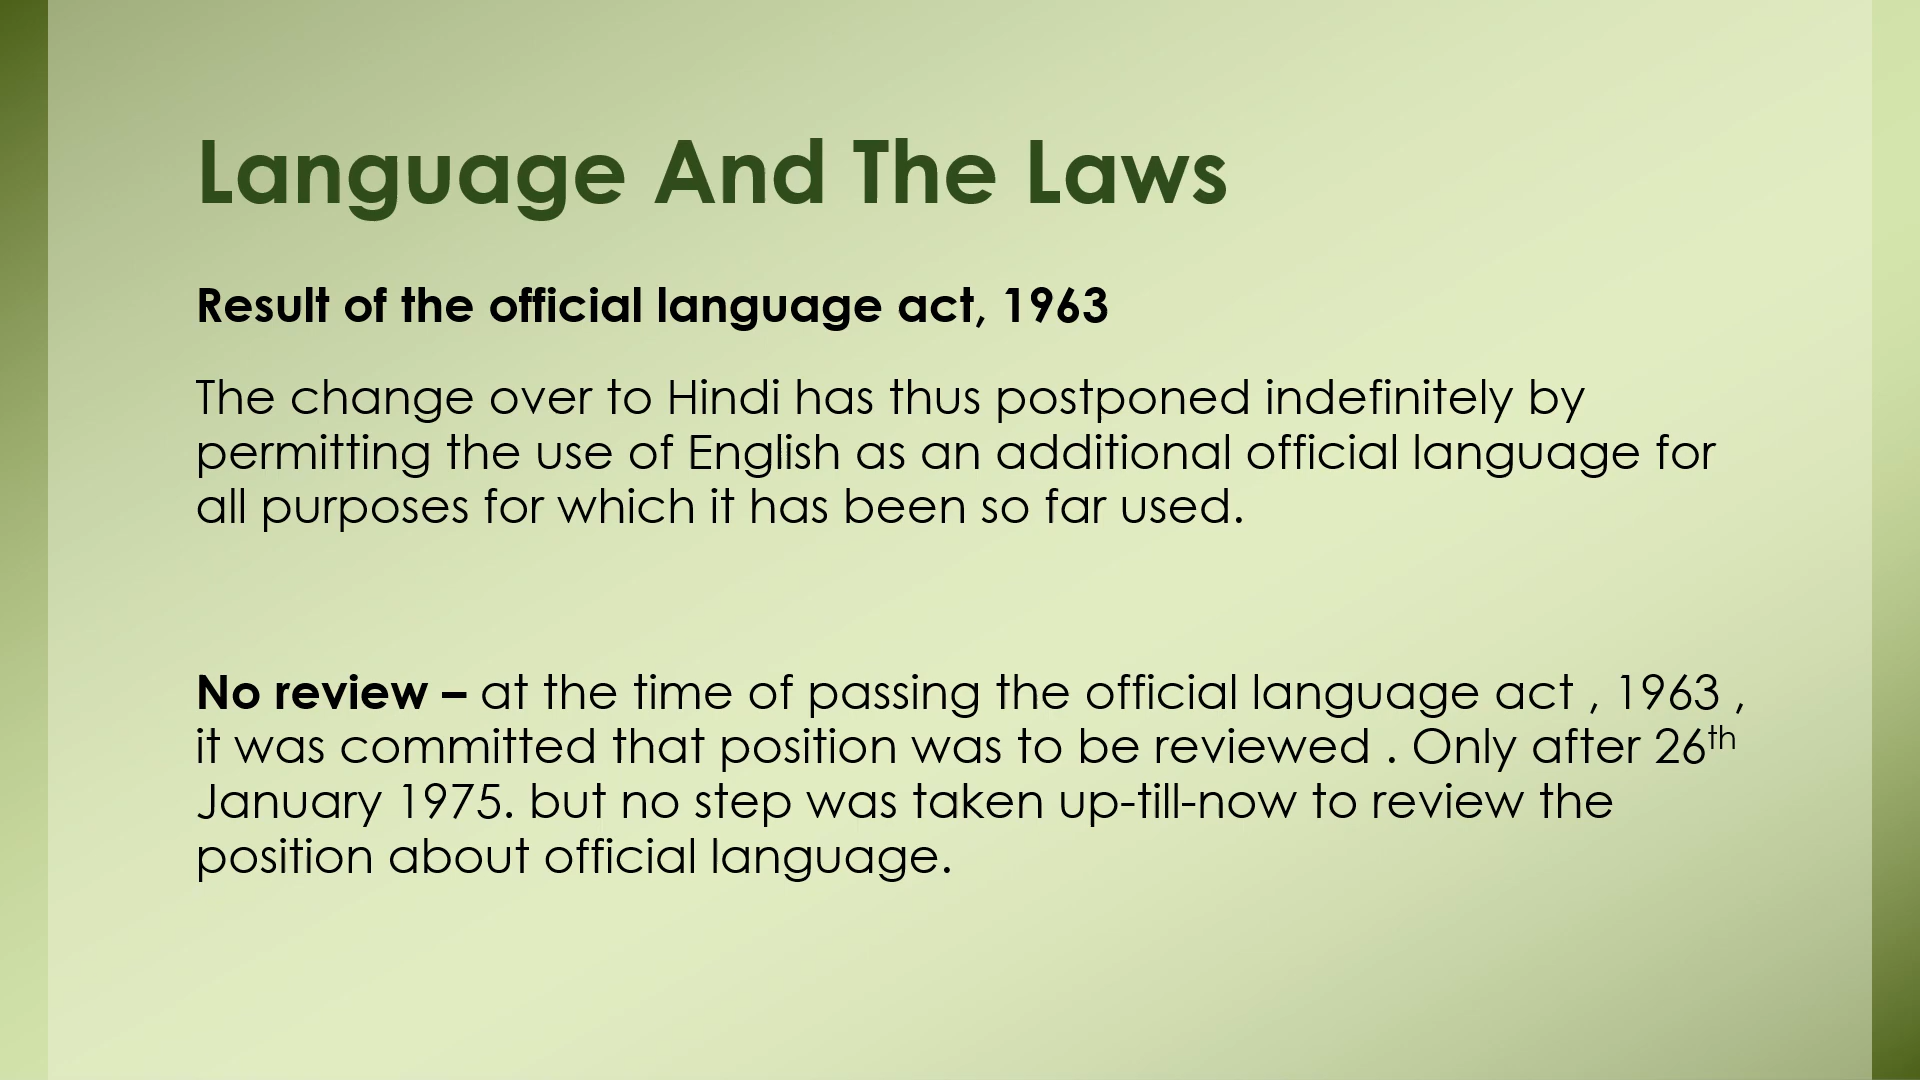 Language And The Laws
Result of the official language act, 1963
The change over to Hindi has thus postponed indefinitely by
permitting the use of English as an additional official language for
all purposes for which it has been so far used.
No review – at the time of passing the official language act , 1963 ,
it was committed that position was to be reviewed . Only after 26th
January 1975. but no step was taken up-till-now to review the
position about official language.